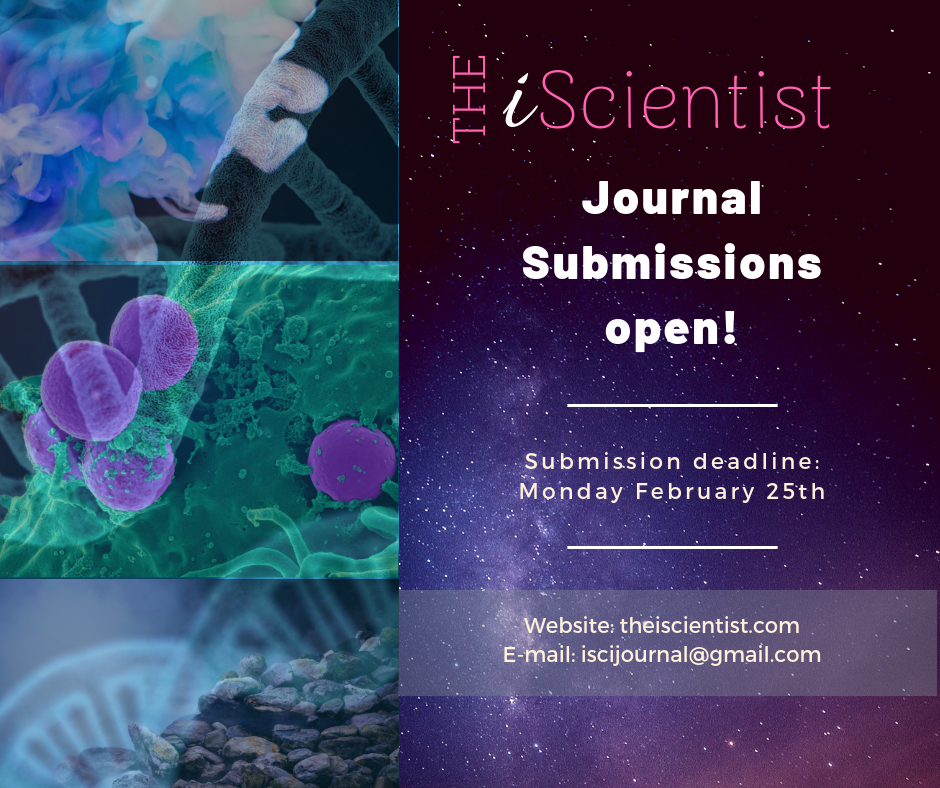 THE iScientist
Journal
Submissions
open!
Submission deadline:
Monday February 25th
Website: theiscientist.com
E-mail: iscijournal@gmail.com